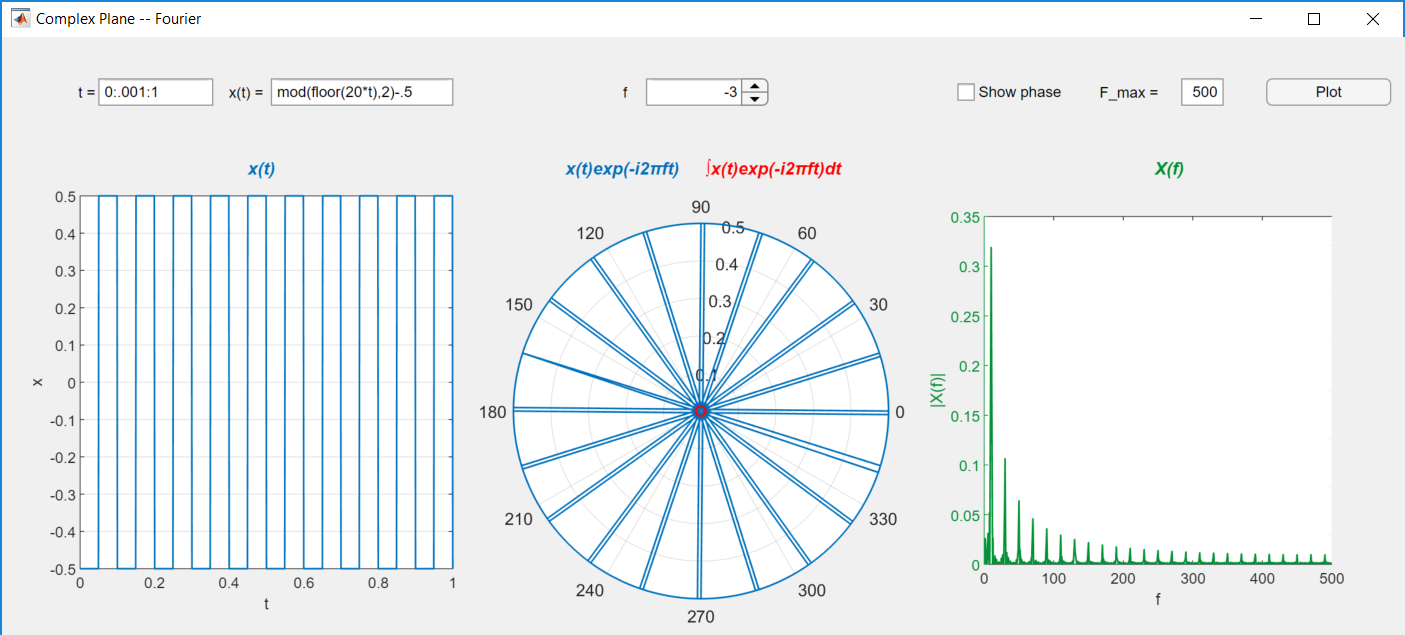 Complex Plane -- Fourier
t = 0:.001:1 x(t) = mod(floor(20*t),2)-.5 f -3 Show phase F_max = 500 Plot
x(t) x(t)exp(-i2πft) ∫x(t)exp(-i2πft)dt X(f)
0.5
0.4
0.3
0.2
0.1
0
-0.1
-0.2
-0.3
-0.4
-0.5
x
0 0.2 0.4 0.6 0.8 1
t
90
120 0.5 60
0.4
150 0.3 30
0.2
0.1
180 0
210 330
240 300
270
0.35
0.3
0.25
0.2
0.15
0.1
0.05
0
|X(f)|
0 100 200 300 400 500
f